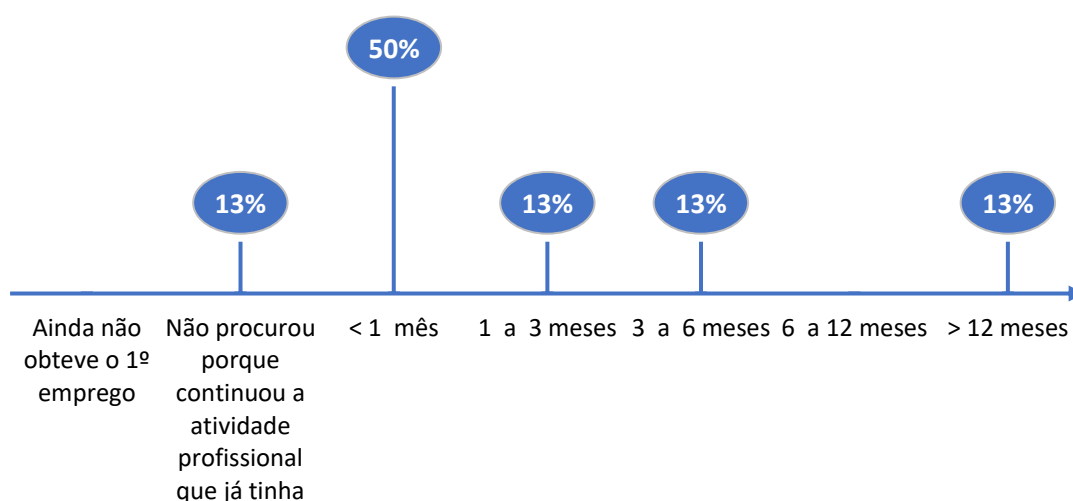 50%
13%
13%
13%
13%
Ainda não
obteve o 1º
emprego
Não procurou
porque
continuou a
atividade
profissional
que já tinha
< 1 mês
1 a 3 meses
3 a 6 meses
6 a 12 meses
> 12 meses